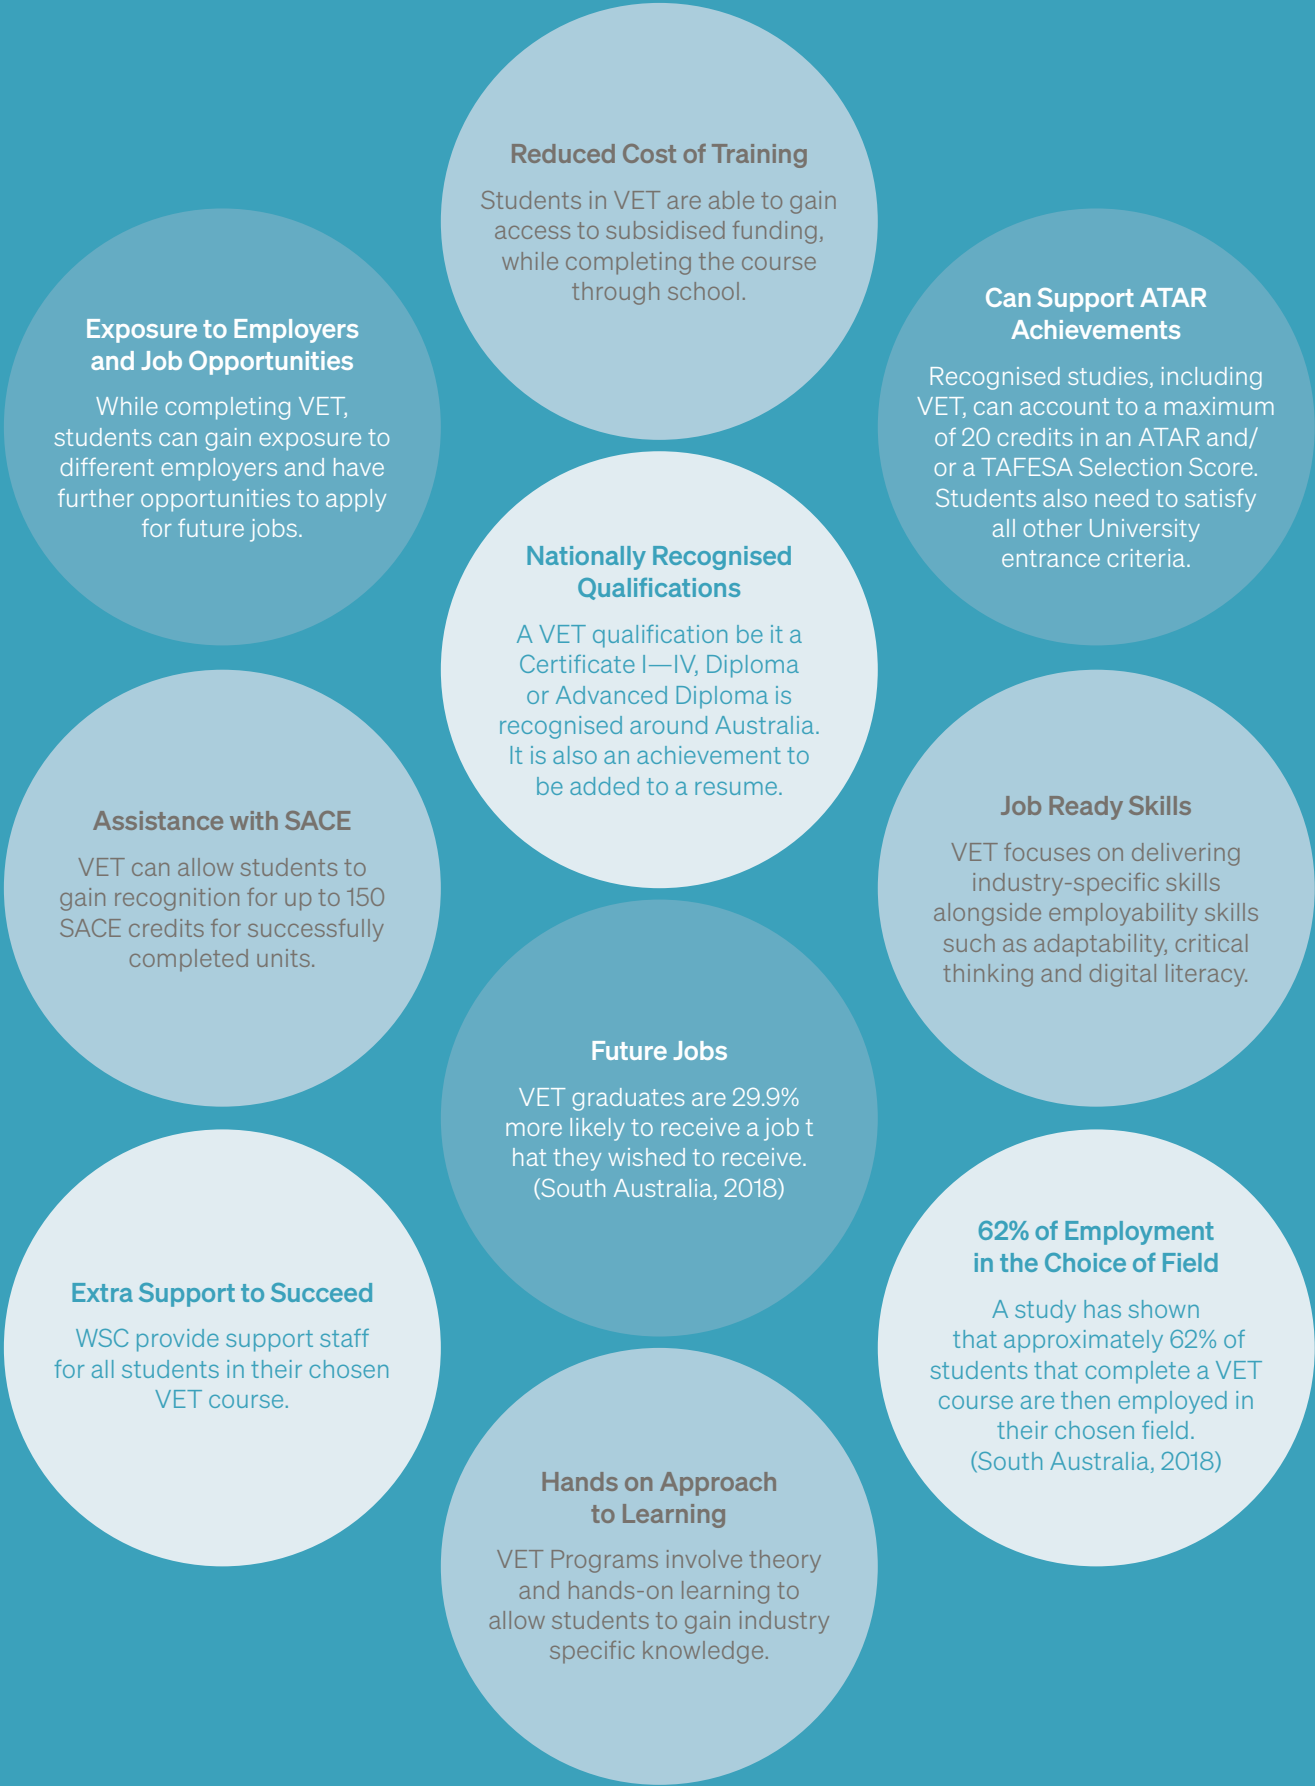 Reduced Cost of Training
Students in VET are able to gain
access to subsidised funding,
while completing the course
through school.
Exposure to Employers
and Job Opportunities
While completing VET,
students can gain exposure to
different employers and have
further opportunities to apply
for future jobs.
Can Support ATAR
Achievements
Recognised studies, including
VET, can account to a maximum
of 20 credits in an ATAR and/
or a TAFESA Selection Score.
Students also need to satisfy
all other University
entrance criteria.
Nationally Recognised
Qualifications
A VET qualification be it a
Certificate I—IV, Diploma
or Advanced Diploma is
recognised around Australia.
It is also an achievement to
be added to a resume.
Assistance with SACE
VET can allow students to
gain recognition for up to 150
SACE credits for successfully
completed units.
Job Ready Skills
VET focuses on delivering
industry-specific skills
alongside employability skills
such as adaptability, critical
thinking and digital literacy.
Future Jobs
VET graduates are 29.9%
more likely to receive a job t
hat they wished to receive.
(South Australia, 2018)
Extra Support to Succeed
WSC provide support staff
for all students in their chosen
VET course.
62% of Employment
in the Choice of Field
A study has shown
that approximately 62% of
students that complete a VET
course are then employed in
their chosen field.
(South Australia, 2018)
Hands on Approach
to Learning
VET Programs involve theory
and hands-on learning to
allow students to gain industry
specific knowledge.